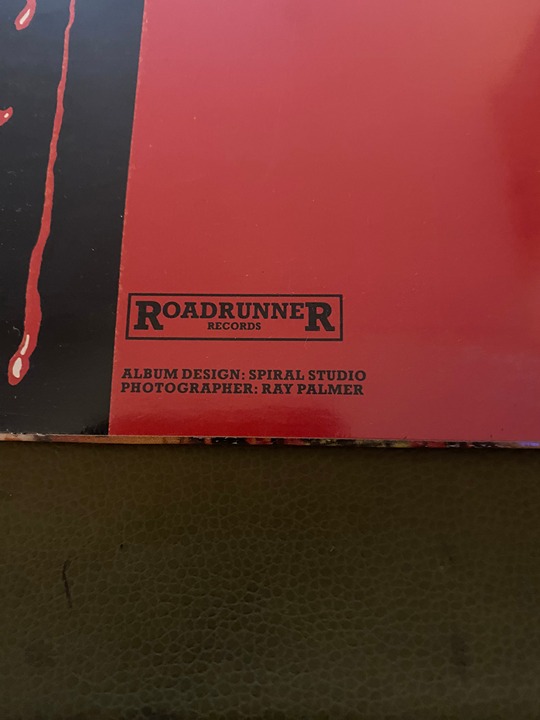 ROADRUNNER
RECORDS
ALBUM DESIGN: SPIRAL STUDIO
PHOTOGRAPHER: RAY PALMER